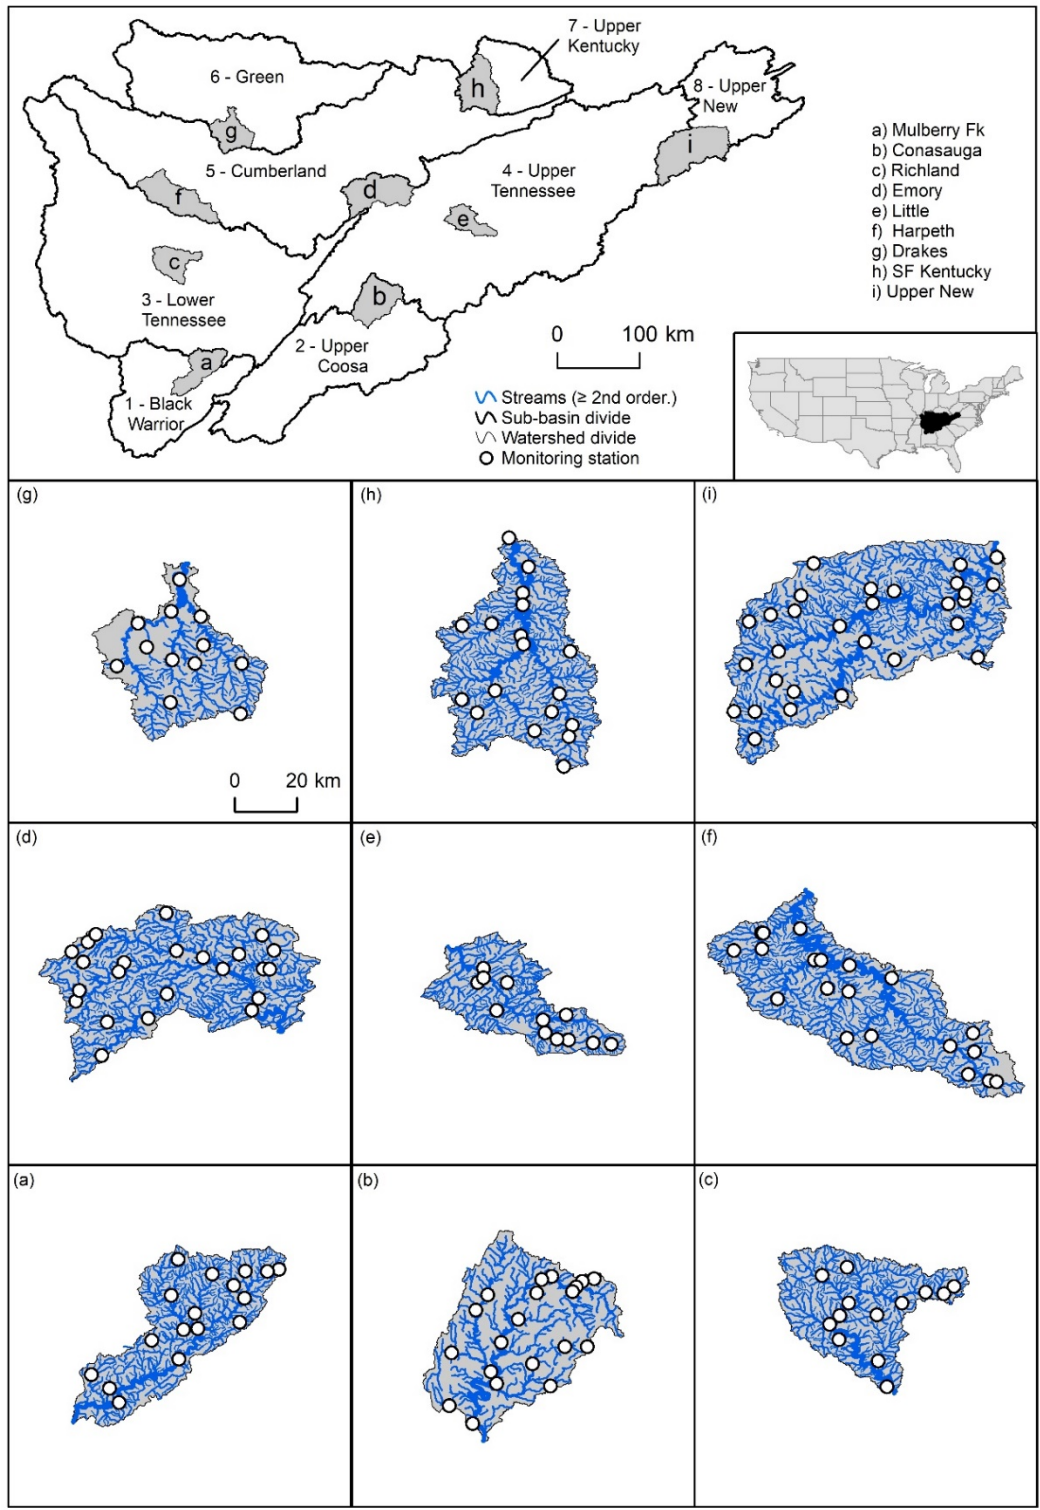 7 - Upper
Kentucky
6 - Green
8 - Upper
New
h
g
i
a) Mulberry Fk
b) Conasauga
c) Richland
d) Emory
e) Little
f) Harpeth
g) Drakes
h) SF Kentucky
i) Upper New
5 - Cumberland
4 - Upper
Tennessee
d
f
e
c
b
3 - Lower
Tennessee
2 - Upper
Coosa
a
1 - Black
Warrior
0 100 km
Streams (≥ 2nd order.)
Sub-basin divide
Watershed divide
Monitoring station
(g)
(h)
(i)
0 20 km
(d)
(e)
(f)
(a)
(b)
(c)